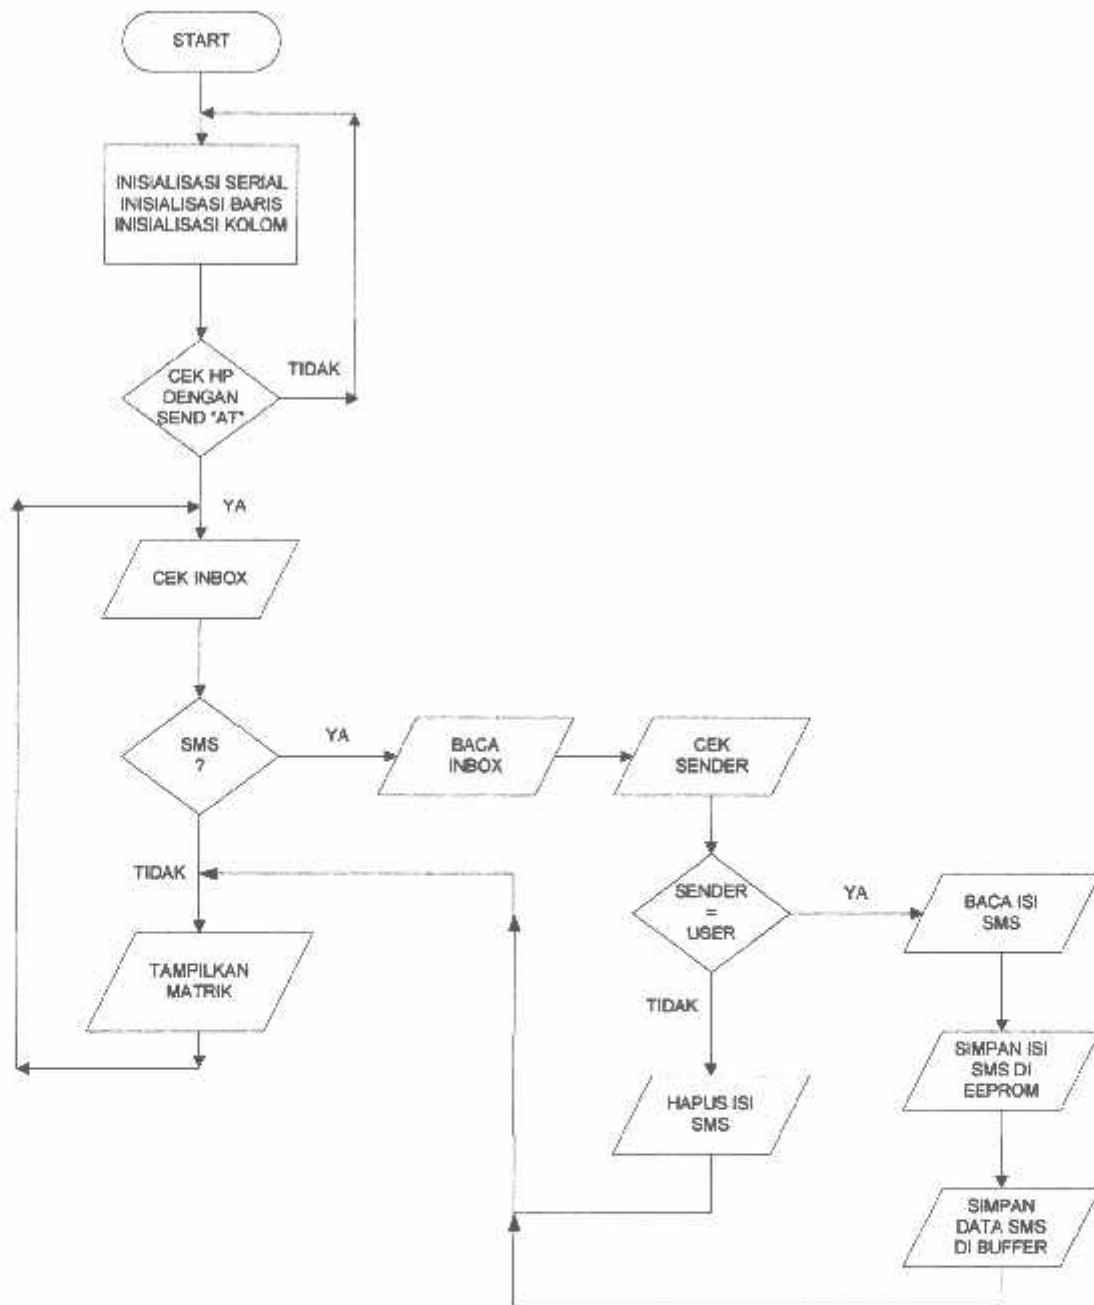 START
INISIALISASI SERIAL
INISIALISASI BARIS
INISIALISASI KOLOM
CEK HP
DENGAN
SEND "AT"
TIDAK
YA
CEK INBOX
SMS
?
YA
BACA
INBOX
CEK
SENDER
TIDAK
SENDER
=
USER
YA
BACA ISI
SMS
TAMPILKAN
MATRIK
TIDAK
SIMPAN ISI
SMS DI
EEPROM
HAPUS ISI
SMS
SIMPAN
DATA SMS
DI BUFFER